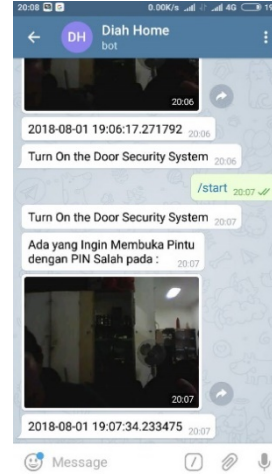 20:08 0.00K/s 4G 19
DH Diah Home
bot
20:06
2018-08-01 19:06:17.271792 20:06
Turn On the Door Security System 20:06
/start 20:07
Turn On the Door Security System 20:07
Ada yang Ingin Membuka Pintu
dengan PIN Salah pada : 20:07
20:07
2018-08-01 19:07:34.233475 20:07
Message